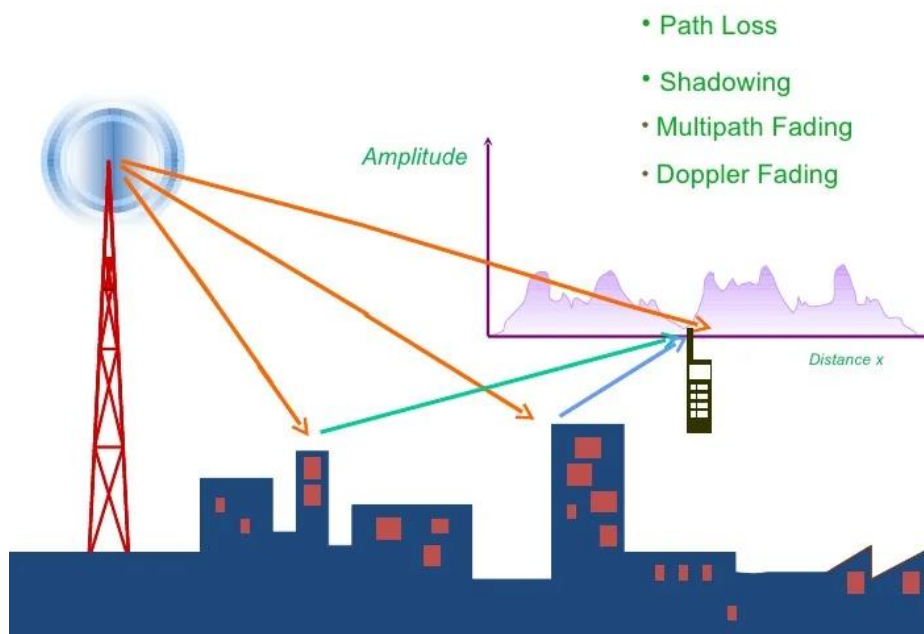 • Path Loss
• Shadowing
• Multipath Fading
• Doppler Fading
Amplitude
Distance x